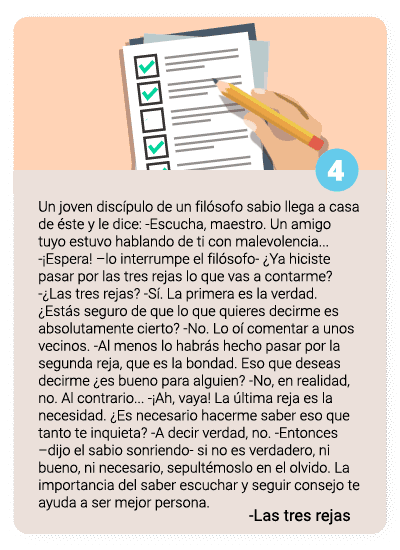 4
Un joven discípulo de un filósofo sabio llega a casa
de éste y le dice: -Escucha, maestro. Un amigo
tuyo estuvo hablando de ti con malevolencia...
-¡Espera! –lo interrumpe el filósofo- ¿Ya hiciste
pasar por las tres rejas lo que vas a contarme?
-¿Las tres rejas? -Sí. La primera es la verdad.
¿Estás seguro de que lo que quieres decirme es
absolutamente cierto? -No. Lo oí comentar a unos
vecinos. -Al menos lo habrás hecho pasar por la
segunda reja, que es la bondad. Eso que deseas
decirme ¿es bueno para alguien? -No, en realidad,
no. Al contrario... -¡Ah, vaya! La última reja es la
necesidad. ¿Es necesario hacerme saber eso que
tanto te inquieta? -A decir verdad, no. -Entonces
–dijo el sabio sonriendo- si no es verdadero, ni
bueno, ni necesario, sepultémoslo en el olvido. La
importancia del saber escuchar y seguir consejo te
ayuda a ser mejor persona.
-Las tres rejas